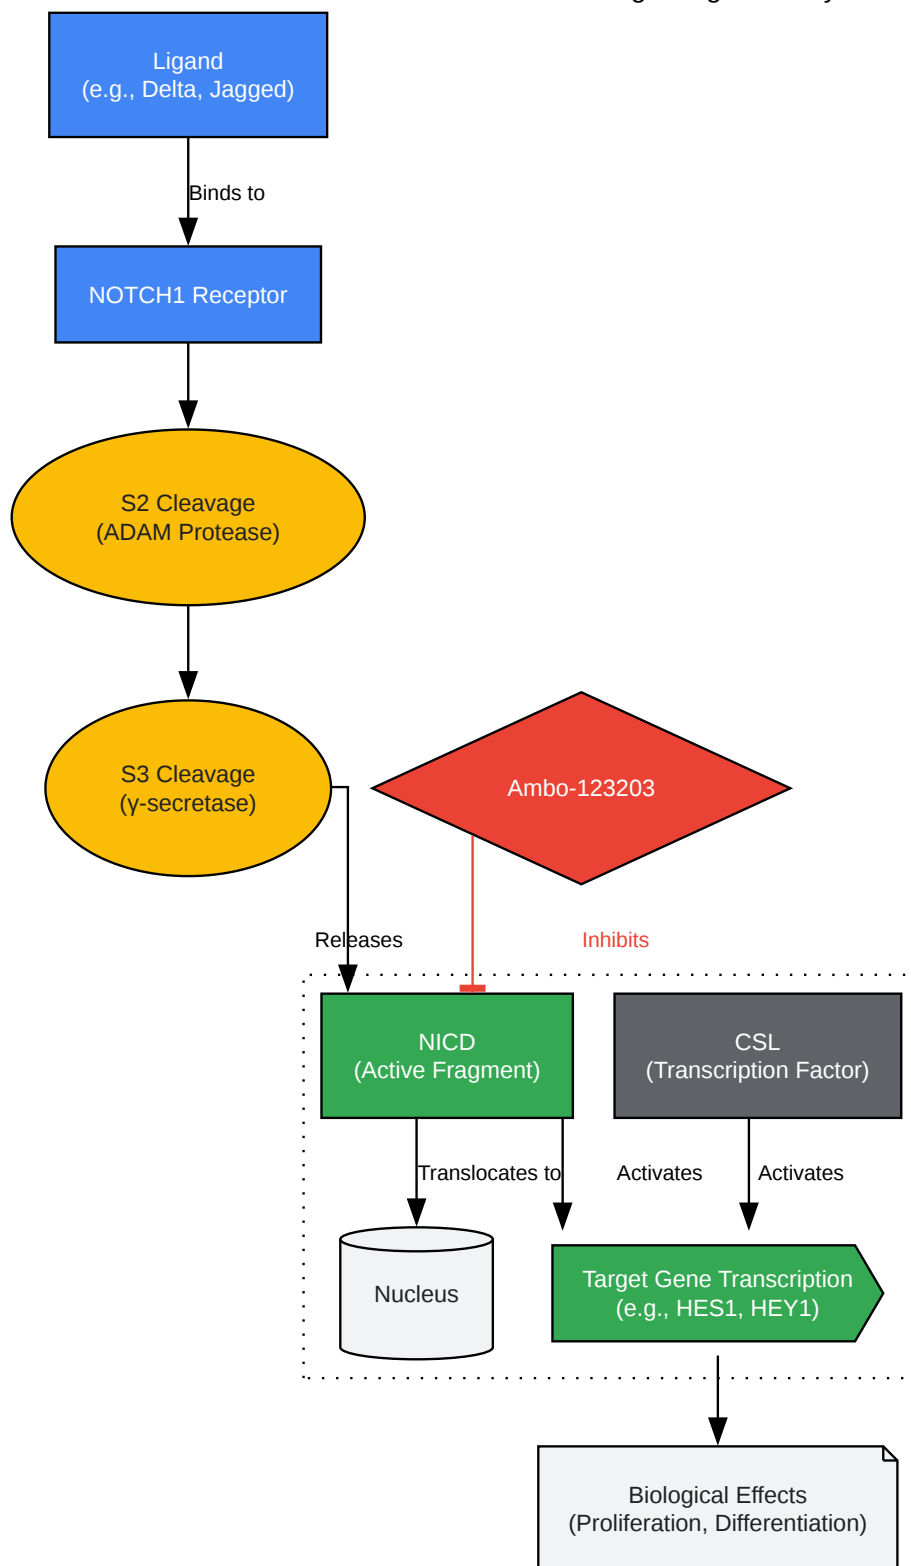 Ligand
(e.g., Delta, Jagged)
Binds to
NOTCH1 Receptor
S2 Cleavage
(ADAM Protease)
S3 Cleavage
(γ-secretase)
Ambo-123203
Releases
Inhibits
NICD
(Active Fragment)
CSL
(Transcription Factor)
Translocates to
Activates
Activates
Nucleus
Target Gene Transcription
(e.g., HES1, HEY1)
Biological Effects
(Proliferation, Differentiation)